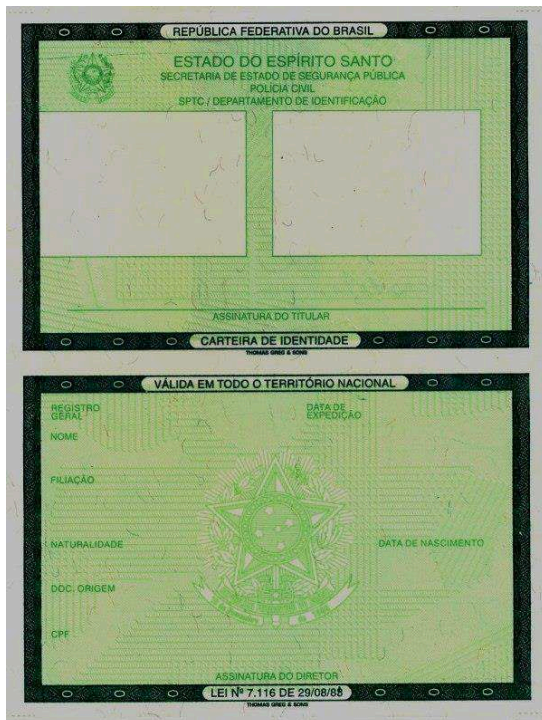 REPÚBLICA FEDERATIVA DO BRASIL
ESTADO DO ESPÍRITO SANTO
SECRETARIA DE ESTADO DE SEGURANÇA PÚBLICA
POLÍCIA CIVIL
SPTC / DEPARTAMENTO DE IDENTIFICAÇÃO
ASSINATURA DO TITULAR
CARTEIRA DE IDENTIDADE
THOMAS GREG & SONS
VÁLIDA EM TODO O TERRITÓRIO NACIONAL
REGISTRO GERAL
DATA DE EXPEDIÇÃO
NOME
FILIAÇÃO
NATURALIDADE
DATA DE NASCIMENTO
DOC. ORIGEM
CPF
ASSINATURA DO DIRETOR
LEI Nº 7.116 DE 29/08/83
THOMAS GREG & SONS